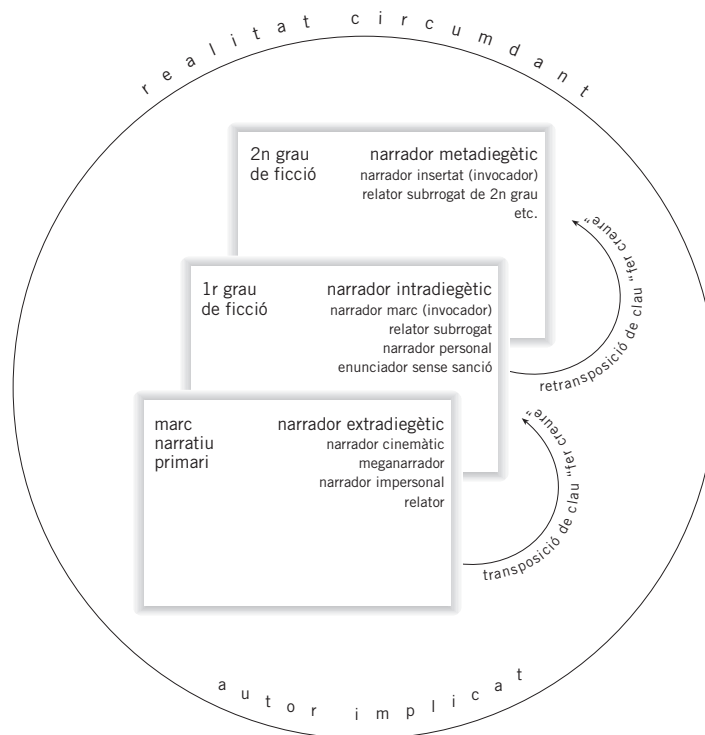 realitat circumdant
2n grau
de ficció
narrador metadiegètic
narrador insertat (invocador)
relator subrrogat de 2n grau
etc.
retransposició de clau "fer creure"
1r grau
de ficció
narrador intradiegètic
narrador marc (invocador)
relator subrrogat
narrador personal
enunciador sense sanció
transposició de clau "fer creure"
marc
narratiu
primari
narrador extradiegètic
narrador cinemàtic
meganarrador
narrador impersonal
relator
autor implicat